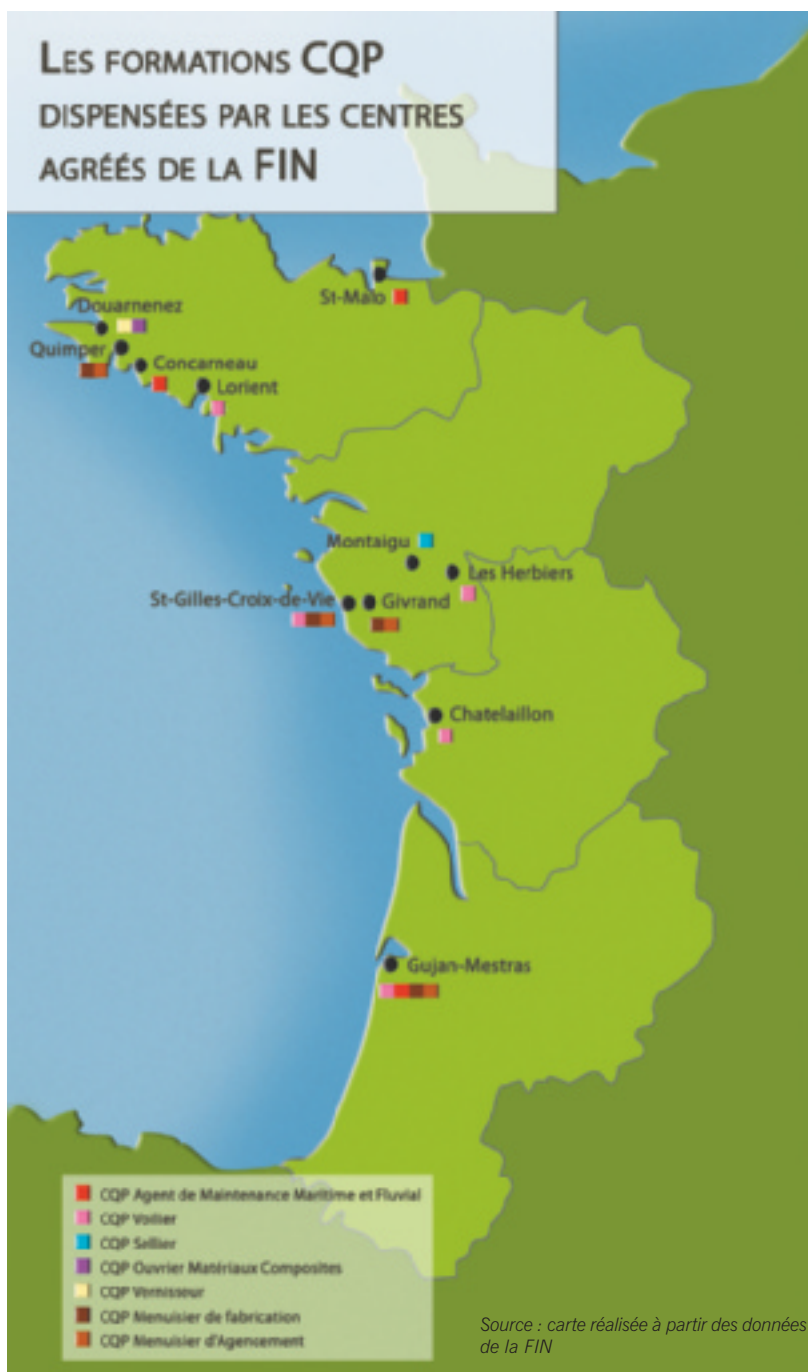 LES FORMATIONS CQP
DISPENSÉES PAR LES CENTRES
AGRÉÉS DE LA FIN
St-Malo
Douarnenez
Quimper
Concarneau
Lorient
Montaigu
Les Herbiers
St-Gilles-Croix-de-Vie
Givrand
Chatelaillon
Gujan-Mestras
CQP Agent de Maintenance Maritime et Fluvial
CQP Voilier
CQP Sellier
CQP Ouvrier Matériaux Composites
CQP Vernisseur
CQP Menuisier de fabrication
CQP Menuisier d'Agencement
Source : carte réalisée à partir des données
de la FIN